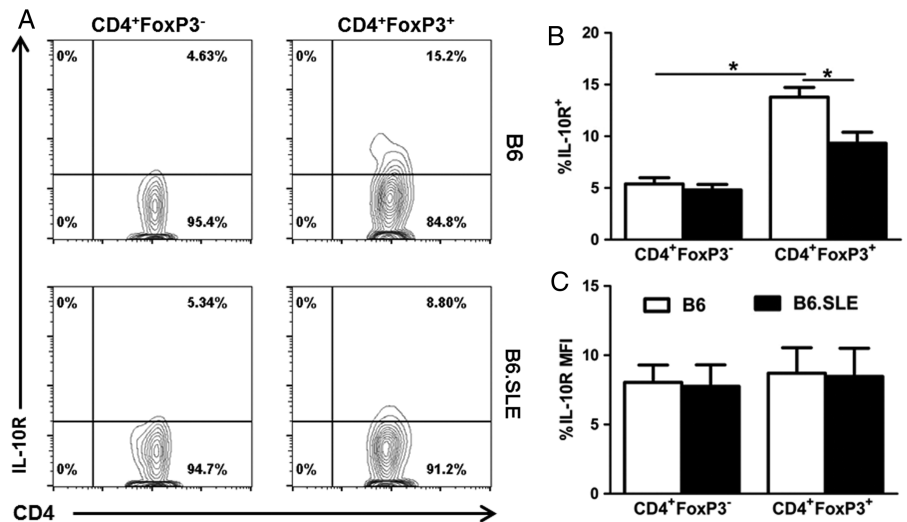 A
CD4⁺FoxP3⁻ CD4⁺FoxP3⁺
0% 4.63% 0% 15.2%
0% 95.4% 0% 84.8%
B6
0% 5.34% 0% 8.80%
0% 94.7% 0% 91.2%
B6.SLE
IL-10R
CD4
B
20
15
10
5
0
%IL-10R⁺
* *
CD4⁺FoxP3⁻ CD4⁺FoxP3⁺
C
15
10
5
0
%IL-10R MFI
B6 B6.SLE
CD4⁺FoxP3⁻ CD4⁺FoxP3⁺